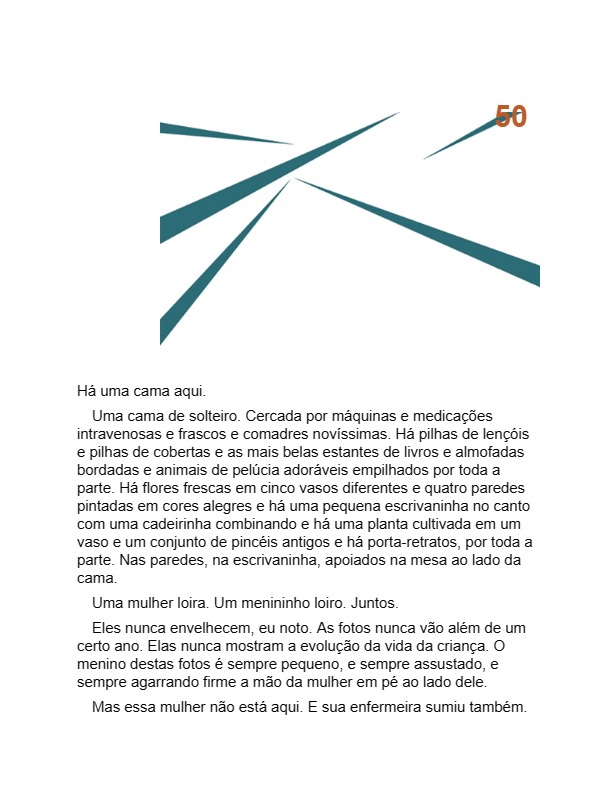 50
Há uma cama aqui.
Uma cama de solteiro. Cercada por máquinas e medicações
intravenosas e frascos e comadres novíssimas. Há pilhas de lençóis
e pilhas de cobertas e as mais belas estantes de livros e almofadas
bordadas e animais de pelúcia adoráveis empilhados por toda a
parte. Há flores frescas em cinco vasos diferentes e quatro paredes
pintadas em cores alegres e há uma pequena escrivaninha no canto
com uma cadeirinha combinando e há uma planta cultivada em um
vaso e um conjunto de pincéis antigos e há porta-retratos, por toda a
parte. Nas paredes, na escrivaninha, apoiados na mesa ao lado da
cama.
Uma mulher loira. Um menininho loiro. Juntos.
Eles nunca envelhecem, eu noto. As fotos nunca vão além de um
certo ano. Elas nunca mostram a evolução da vida da criança. O
menino destas fotos é sempre pequeno, e sempre assustado, e
sempre agarrando firme a mão da mulher em pé ao lado dele.
Mas essa mulher não está aqui. E sua enfermeira sumiu também.